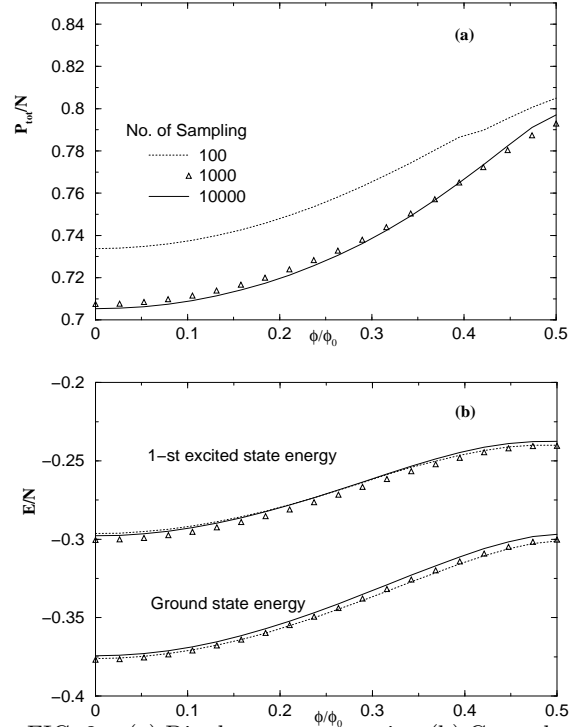 0.84
0.82
0.8
0.78
0.76
0.74
0.72
0.7
P_tot/N
(a)
No. of Sampling
100
1000
10000
0 0.1 0.2 0.3 0.4 0.5
ϕ/ϕ_0
−0.2
−0.25
−0.3
−0.35
−0.4
E/N
(b)
1−st excited state energy
Ground state energy
0 0.1 0.2 0.3 0.4 0.5
ϕ/ϕ_0